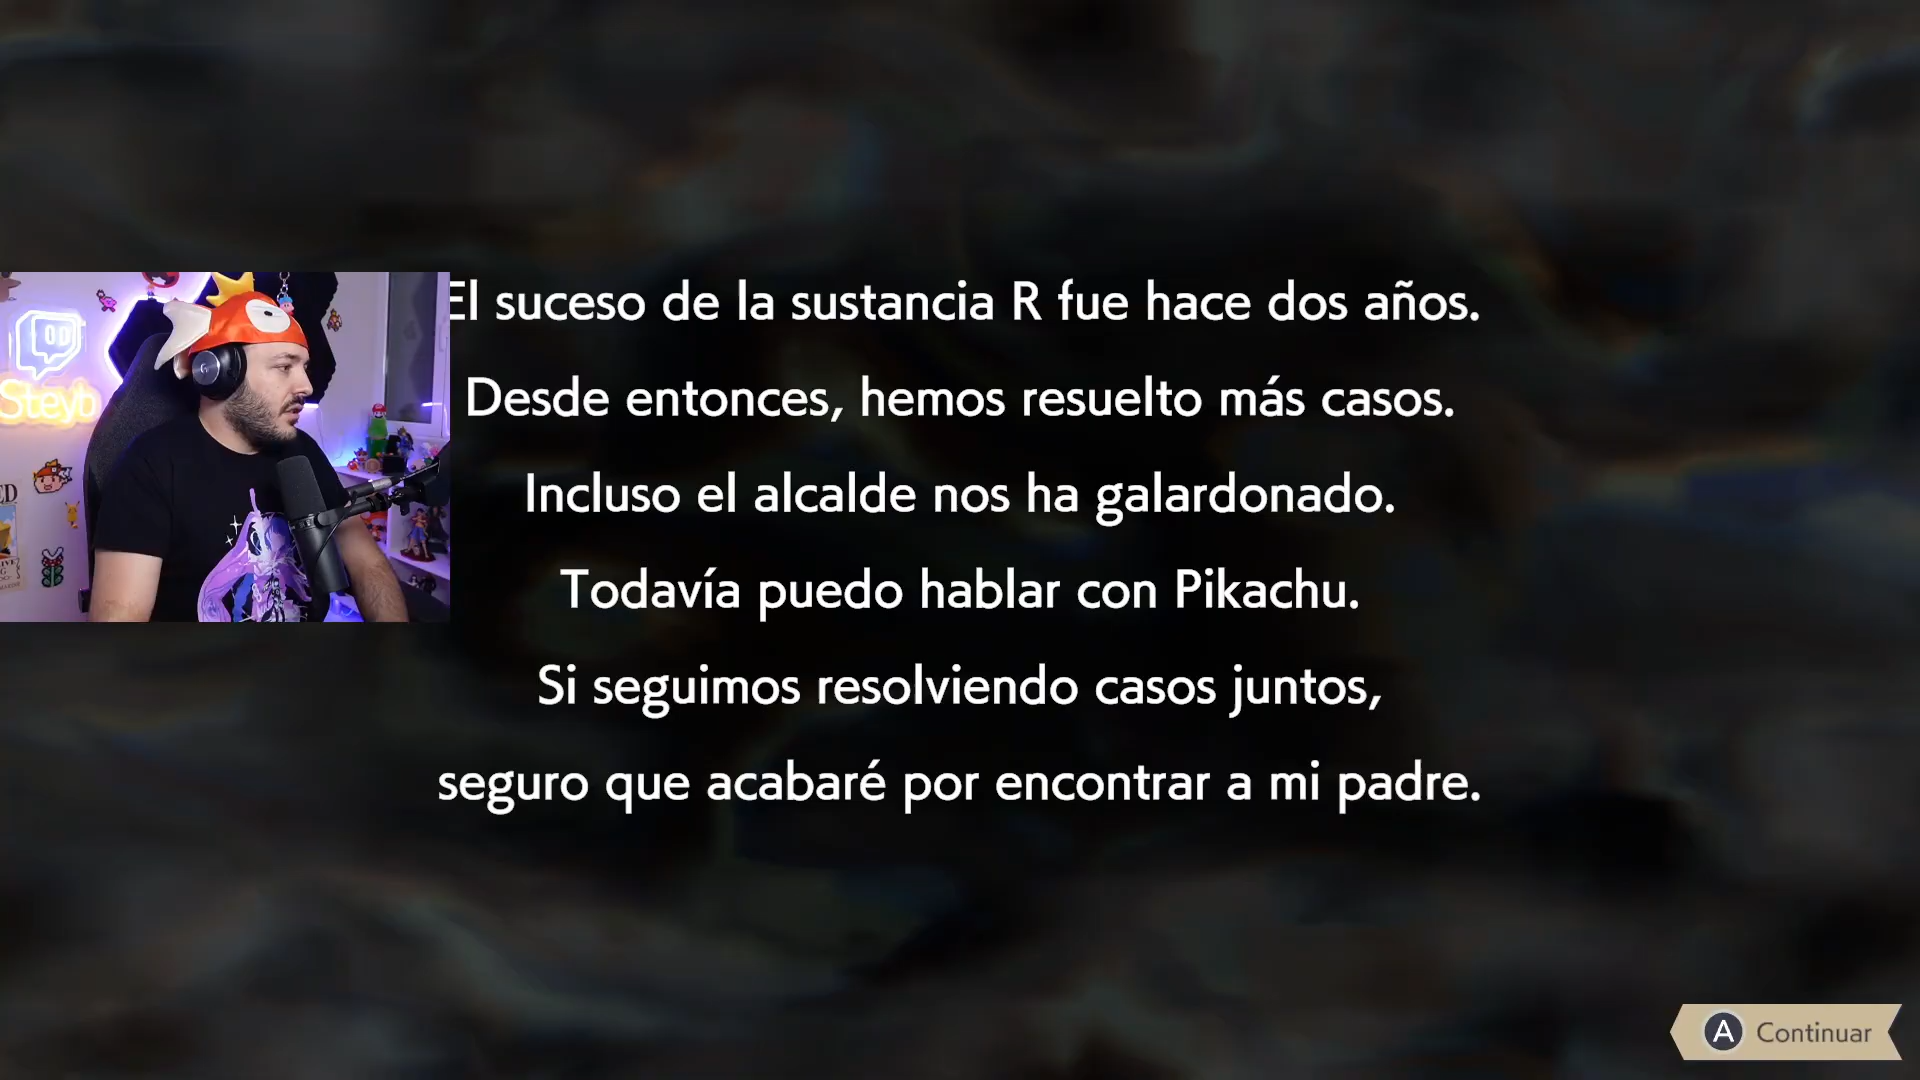 El suceso de la sustancia R fue hace dos años.
Desde entonces, hemos resuelto más casos.
Incluso el alcalde nos ha galardonado.
Todavía puedo hablar con Pikachu.
Si seguimos resolviendo casos juntos,
seguro que acabaré por encontrar a mi padre.
Steyb
A Continuar